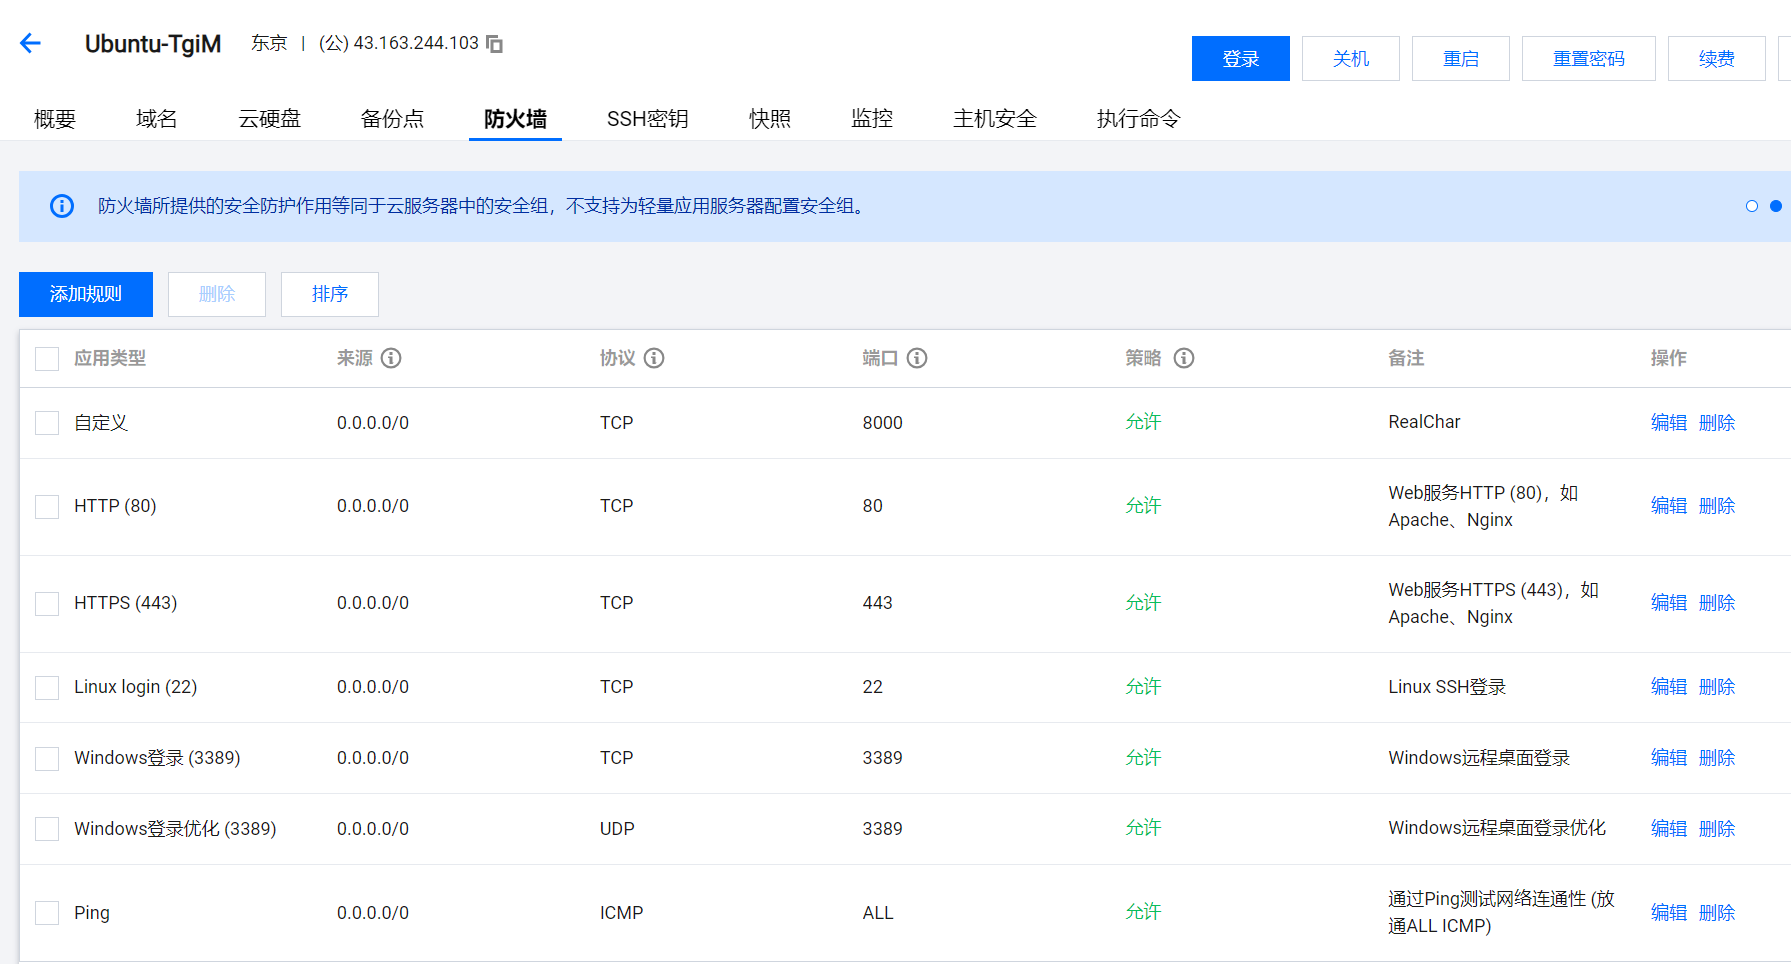 Ubuntu-TgiM 东京 | (公) 43.163.244.103
登录 关机 重启 重置密码 续费
概要 域名 云硬盘 备份点 防火墙 SSH密钥 快照 监控 主机安全 执行命令
防火墙所提供的安全防护作用等同于云服务器中的安全组，不支持为轻量应用服务器配置安全组。
添加规则 删除 排序
应用类型 来源 协议 端口 策略 备注 操作
自定义 0.0.0.0/0 TCP 8000 允许 RealChar 编辑 删除
HTTP (80) 0.0.0.0/0 TCP 80 允许 Web服务HTTP (80)，如
Apache、Nginx 编辑 删除
HTTPS (443) 0.0.0.0/0 TCP 443 允许 Web服务HTTPS (443)，如
Apache、Nginx 编辑 删除
Linux login (22) 0.0.0.0/0 TCP 22 允许 Linux SSH登录 编辑 删除
Windows登录 (3389) 0.0.0.0/0 TCP 3389 允许 Windows远程桌面登录 编辑 删除
Windows登录优化 (3389) 0.0.0.0/0 UDP 3389 允许 Windows远程桌面登录优化 编辑 删除
Ping 0.0.0.0/0 ICMP ALL 允许 通过Ping测试网络连通性 (放
通ALL ICMP) 编辑 删除